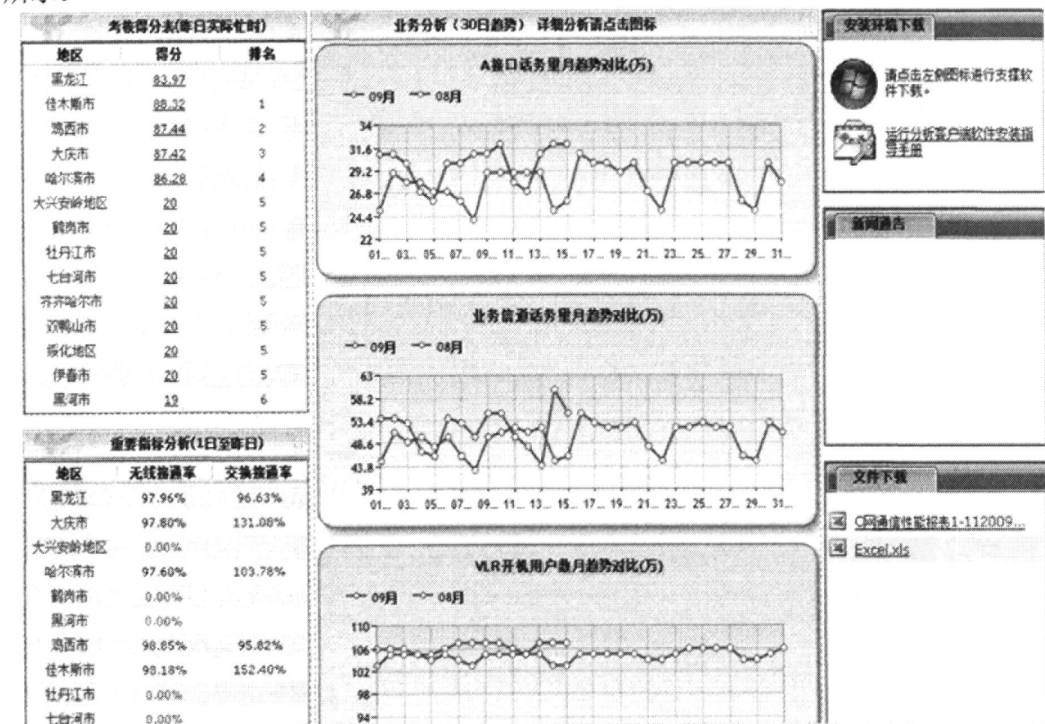 考核得分表(昨日实际忙时)
地区 得分 排名
黑龙江 83.97
佳木斯市 88.32 1
鸡西市 87.44 2
大庆市 87.42 3
哈尔滨市 86.28 4
大兴安岭地区 20 5
鹤岗市 20 5
牡丹江市 20 5
七台河市 20 5
齐齐哈尔市 20 5
双鸭山市 20 5
绥化地区 20 5
伊春市 20 5
黑河市 19 6
重要指标分析(1日至昨日)
地区 无线接通率 交换接通率
黑龙江 97.96% 96.63%
大庆市 97.80% 131.08%
大兴安岭地区 0.00%
哈尔滨市 97.60% 103.78%
鹤岗市 0.00%
黑河市 0.00%
鸡西市 98.85% 95.82%
佳木斯市 98.18% 152.40%
牡丹江市 0.00%
七台河市 0.00%
业务分析（30日趋势） 详细分析请点击图标
A接口话务量月趋势对比(万)
09月 08月
34
31.6
29.2
26.8
24.4
22
01... 03... 05... 07... 09... 11... 13... 15... 17... 19... 21... 23... 25... 27... 29... 31...
业务信道话务量月趋势对比(万)
09月 08月
63
58.2
53.4
48.6
43.8
39
01... 03... 05... 07... 09... 11... 13... 15... 17... 19... 21... 23... 25... 27... 29... 31...
VLR开机用户数月趋势对比(万)
09月 08月
110
106
102
98
94
安装环境下载
请点击左侧图标进行支撑软
件下载。
运行分析客户端软件安装指
导手册
新闻通告
文件下载
C网通信性能报表1-112009...
Excel.xls